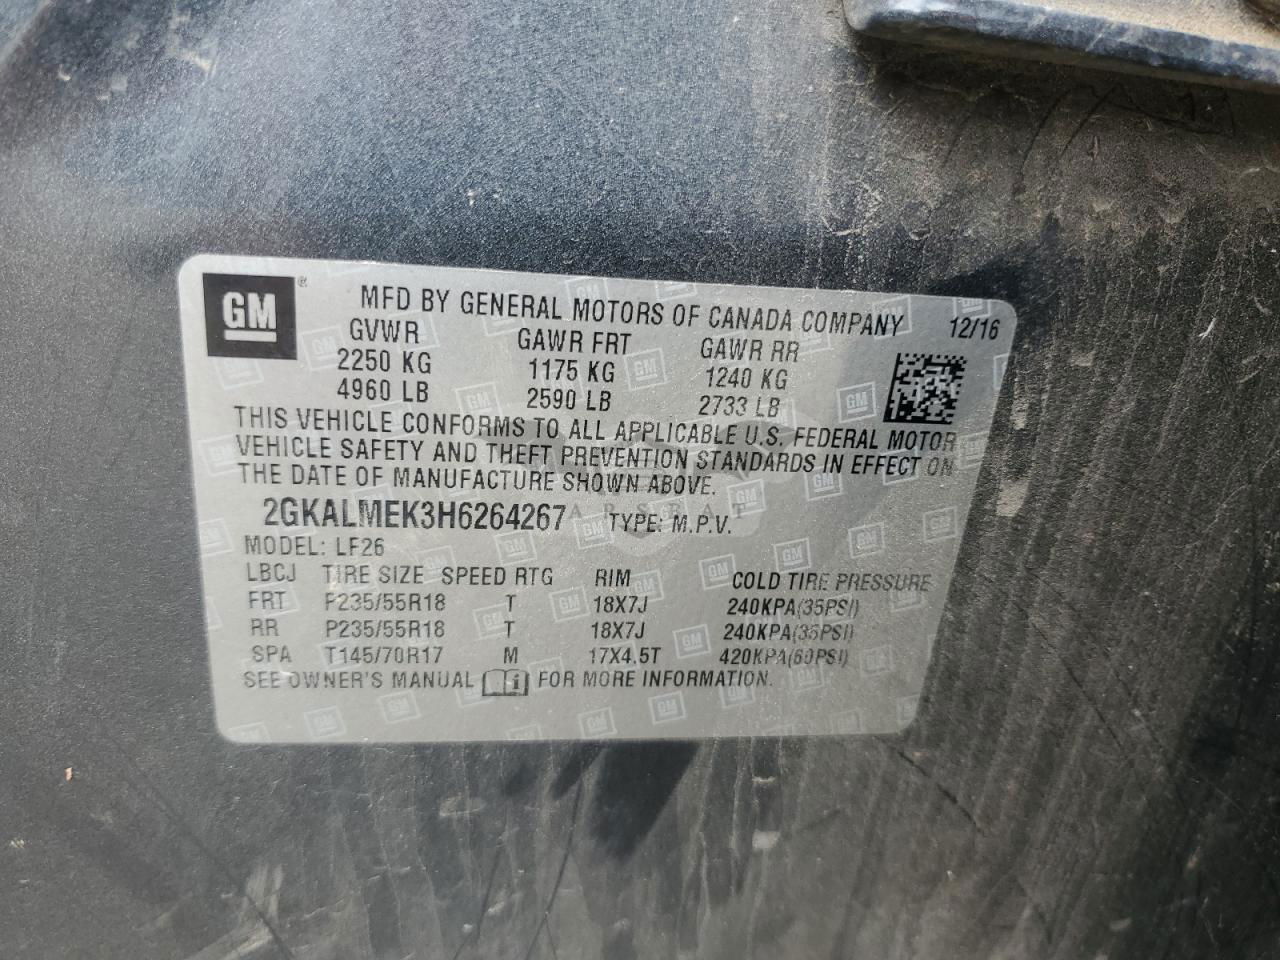 GM ®
MFD BY GENERAL MOTORS OF CANADA COMPANY 12/16
GVWR GAWR FRT GAWR RR
2250 KG 1175 KG 1240 KG
4960 LB 2590 LB 2733 LB
THIS VEHICLE CONFORMS TO ALL APPLICABLE U.S. FEDERAL MOTOR
VEHICLE SAFETY AND THEFT PREVENTION STANDARDS IN EFFECT ON
THE DATE OF MANUFACTURE SHOWN ABOVE.
2GKALMEK3H6264267 TYPE: M.P.V.
MODEL: LF26
LBCJ TIRE SIZE SPEED RTG RIM COLD TIRE PRESSURE
FRT P235/55R18 T 18X7J 240KPA(35PSI)
RR P235/55R18 T 18X7J 240KPA(35PSI)
SPA T145/70R17 M 17X4.5T 420KPA(60PSI)
SEE OWNER'S MANUAL FOR MORE INFORMATION.